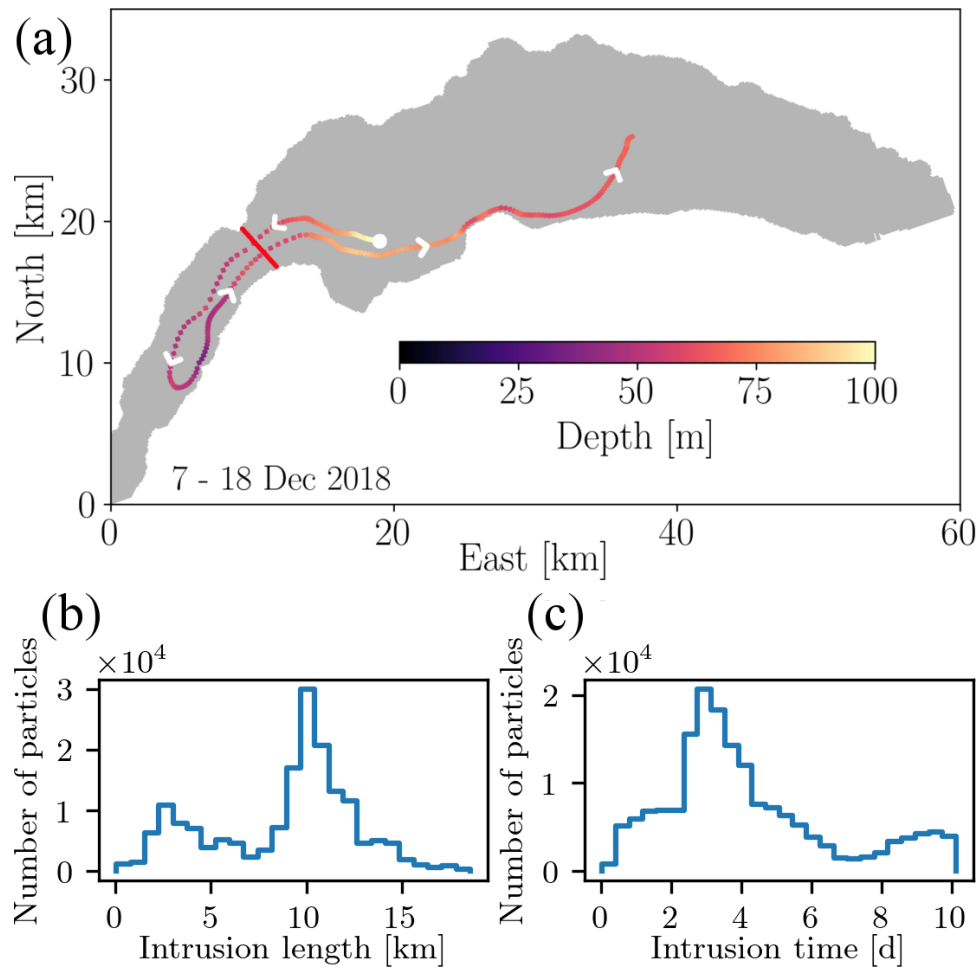 (a)
30
20
10
0
North [km]
0
25
50
75
100
Depth [m]
7 - 18 Dec 2018
0
20
40
60
East [km]
(b)
×10⁴
3
2
1
0
Number of particles
0
5
10
15
Intrusion length [km]
(c)
×10⁴
2
1
0
Number of particles
0
2
4
6
8
10
Intrusion time [d]